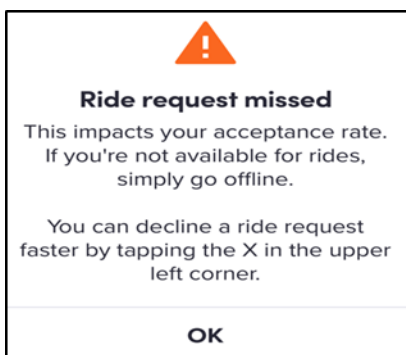 Ride request missed
This impacts your acceptance rate.
If you're not available for rides,
simply go offline.
You can decline a ride request
faster by tapping the X in the upper
left corner.
OK